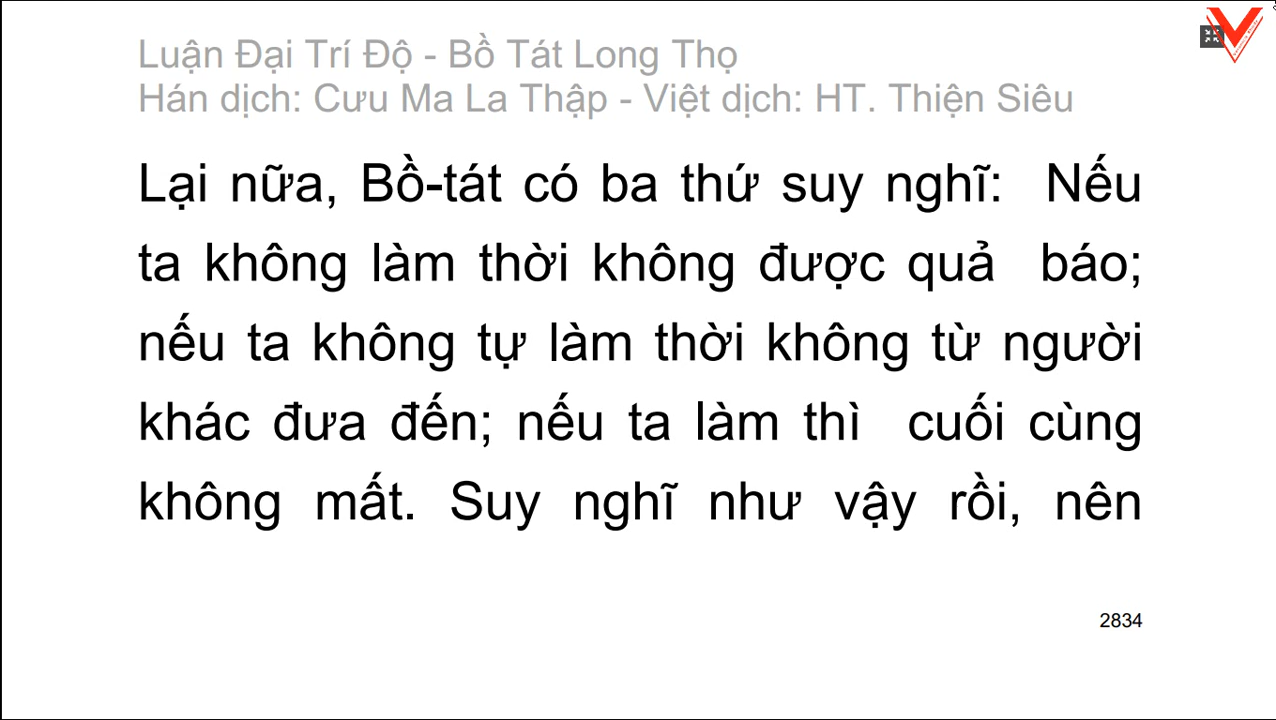 Luận Đại Trí Độ - Bồ Tát Long Thọ
Hán dịch: Cưu Ma La Thập - Việt dịch: HT. Thiện Siêu
Lại nữa, Bồ-tát có ba thứ suy nghĩ: Nếu
ta không làm thời không được quả báo;
nếu ta không tự làm thời không từ người
khác đưa đến; nếu ta làm thì cuối cùng
không mất. Suy nghĩ như vậy rồi, nên
2834